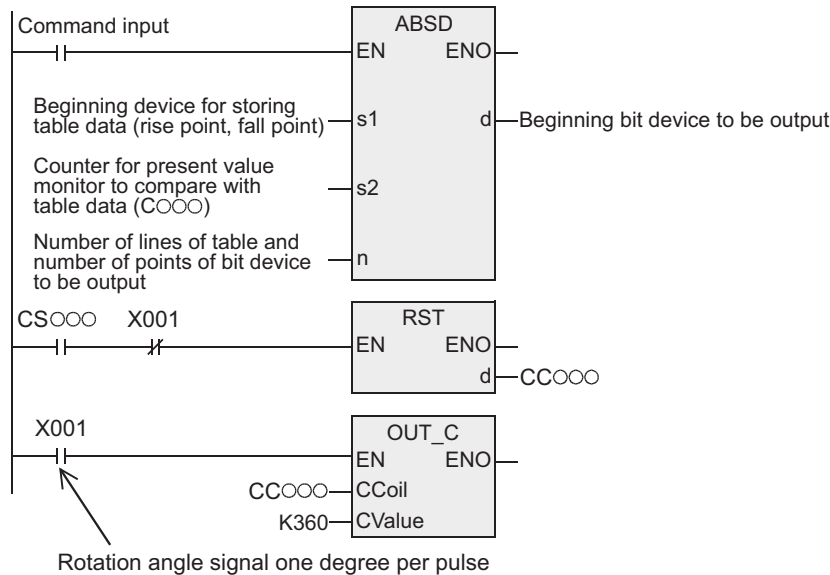 Command input
ABSD
EN ENO
Beginning device for storing
table data (rise point, fall point)
s1 d
Beginning bit device to be output
Counter for present value
monitor to compare with
table data (C○○○)
s2
Number of lines of table and
number of points of bit device
to be output
n
CS○○○ X001
RST
EN ENO
d CC○○○
X001
OUT_C
EN ENO
CC○○○ CCoil
K360 CValue
Rotation angle signal one degree per pulse